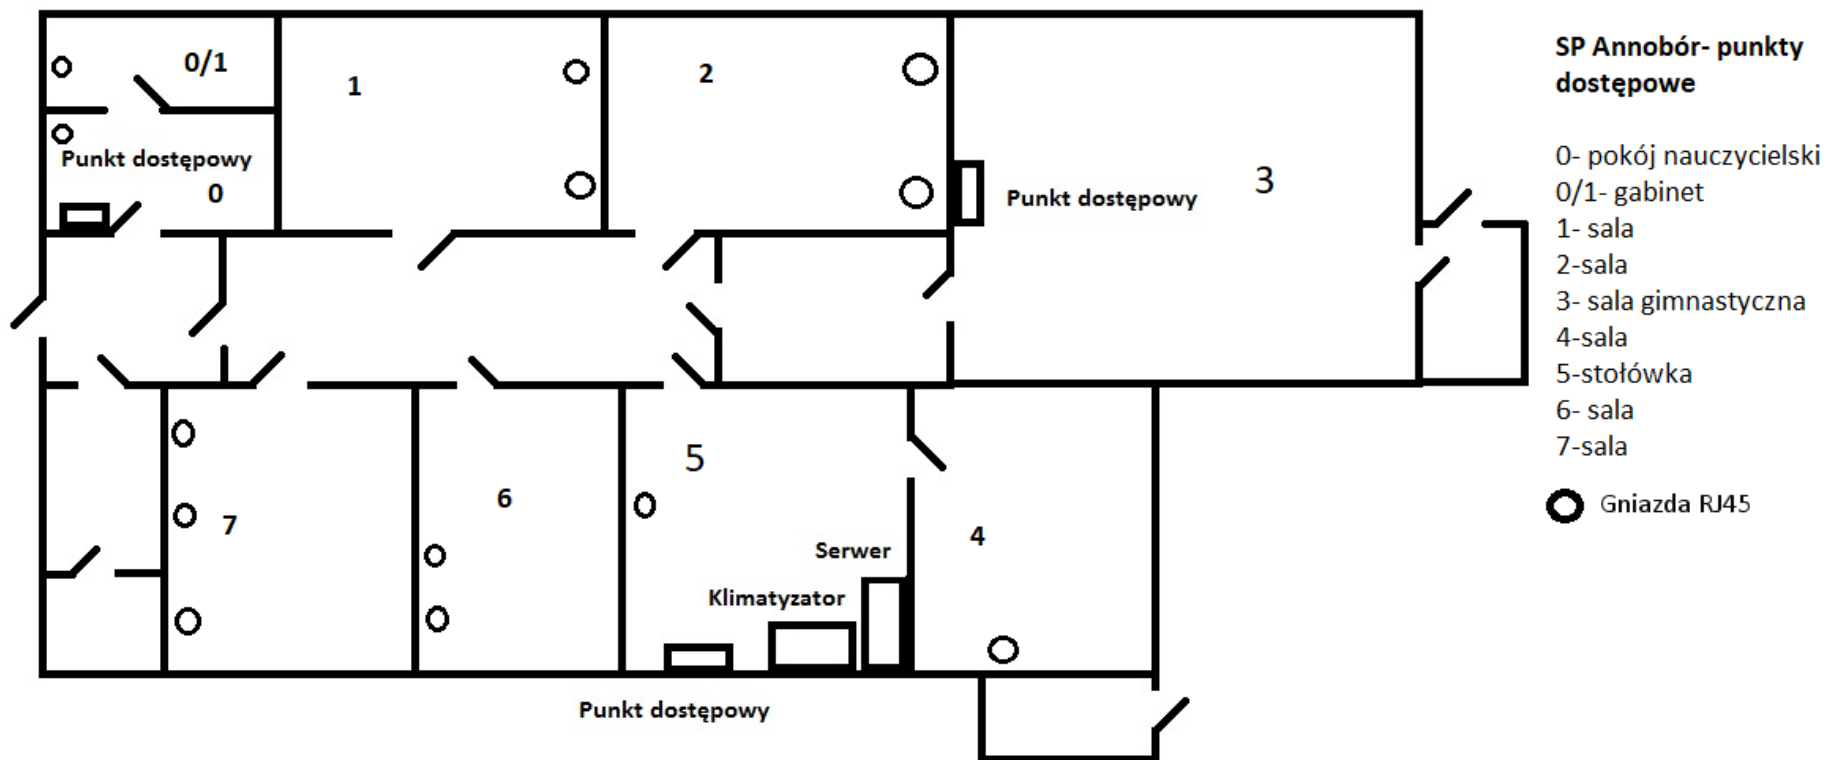 0/1
1
2
SP Annobór- punkty
dostępowe
Punkt dostępowy
0
3
Punkt dostępowy
0- pokój nauczycielski
0/1- gabinet
1- sala
2-sala
3- sala gimnastyczna
4-sala
5-stołówka
6- sala
7-sala
Gniazda RJ45
5
6
7
4
Serwer
Klimatyzator
Punkt dostępowy